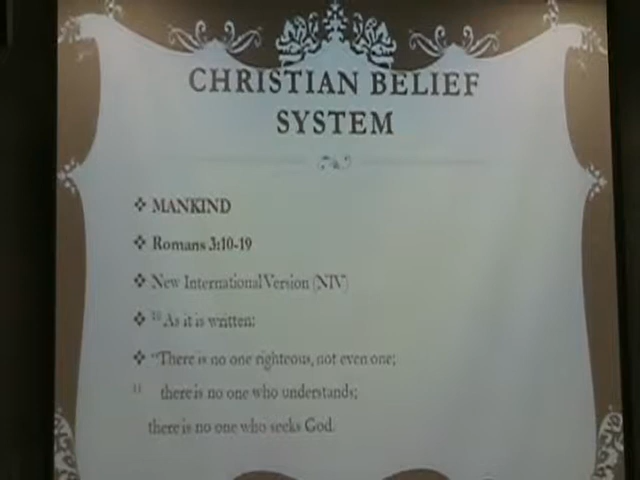 CHRISTIAN BELIEF
SYSTEM
❖ MANKIND
❖ Romans 3:10-19
❖ New International Version (NIV)
❖ ¹⁰ As it is written:
❖ "There is no one righteous, not even one;
¹¹ there is no one who understands;
there is no one who seeks God.